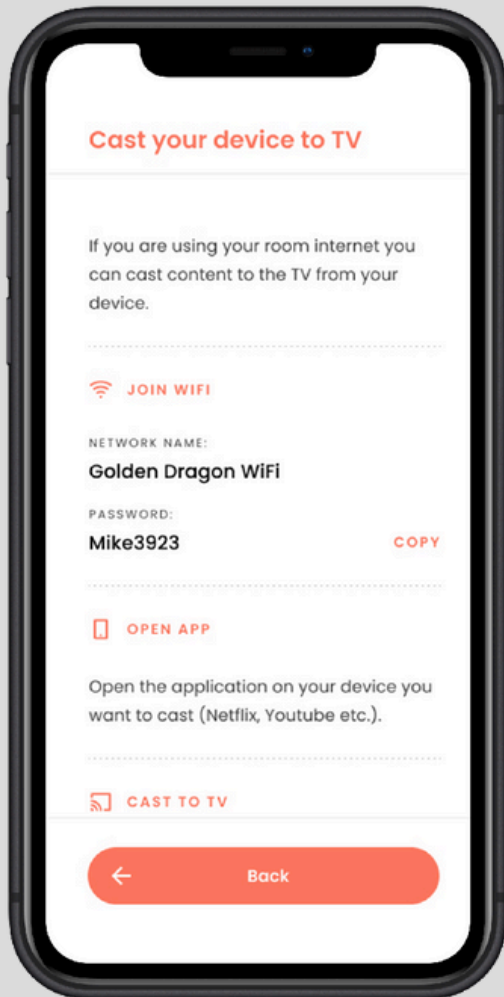 Cast your device to TV
If you are using your room internet you
can cast content to the TV from your
device.
JOIN WIFI
NETWORK NAME:
Golden Dragon WiFi
PASSWORD:
Mike3923
COPY
OPEN APP
Open the application on your device you
want to cast (Netflix, Youtube etc.).
CAST TO TV
Back